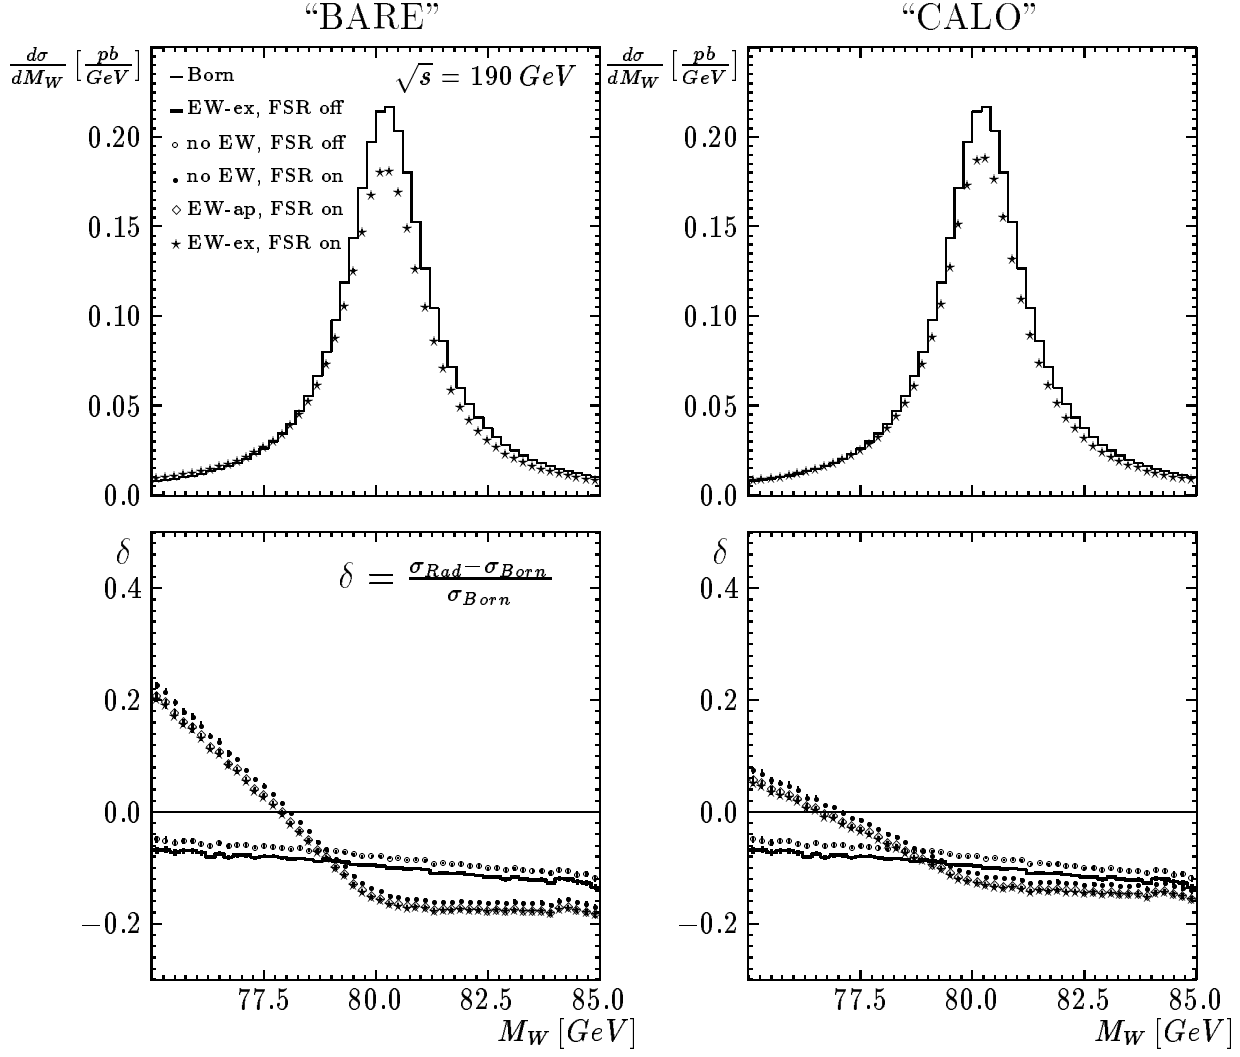 “BARE”
dσ/dM_W [pb/GeV]
√s = 190 GeV
Born
EW-ex, FSR off
no EW, FSR off
no EW, FSR on
EW-ap, FSR on
EW-ex, FSR on
0.20
0.15
0.10
0.05
0.0
“CALO”
dσ/dM_W [pb/GeV]
0.20
0.15
0.10
0.05
0.0
δ
δ = (σ_Rad−σ_Born)/σ_Born
0.4
0.2
0.0
−0.2
77.5 80.0 82.5 85.0
M_W [GeV]
δ
0.4
0.2
0.0
−0.2
77.5 80.0 82.5 85.0
M_W [GeV]